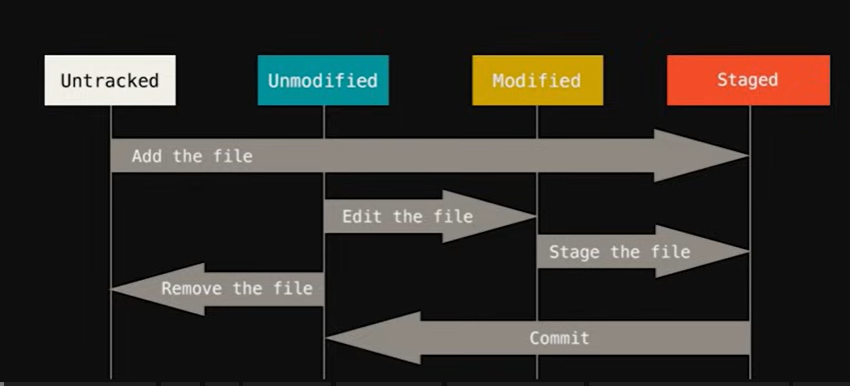 Untracked
Unmodified
Modified
Staged
Add the file
Edit the file
Stage the file
Remove the file
Commit